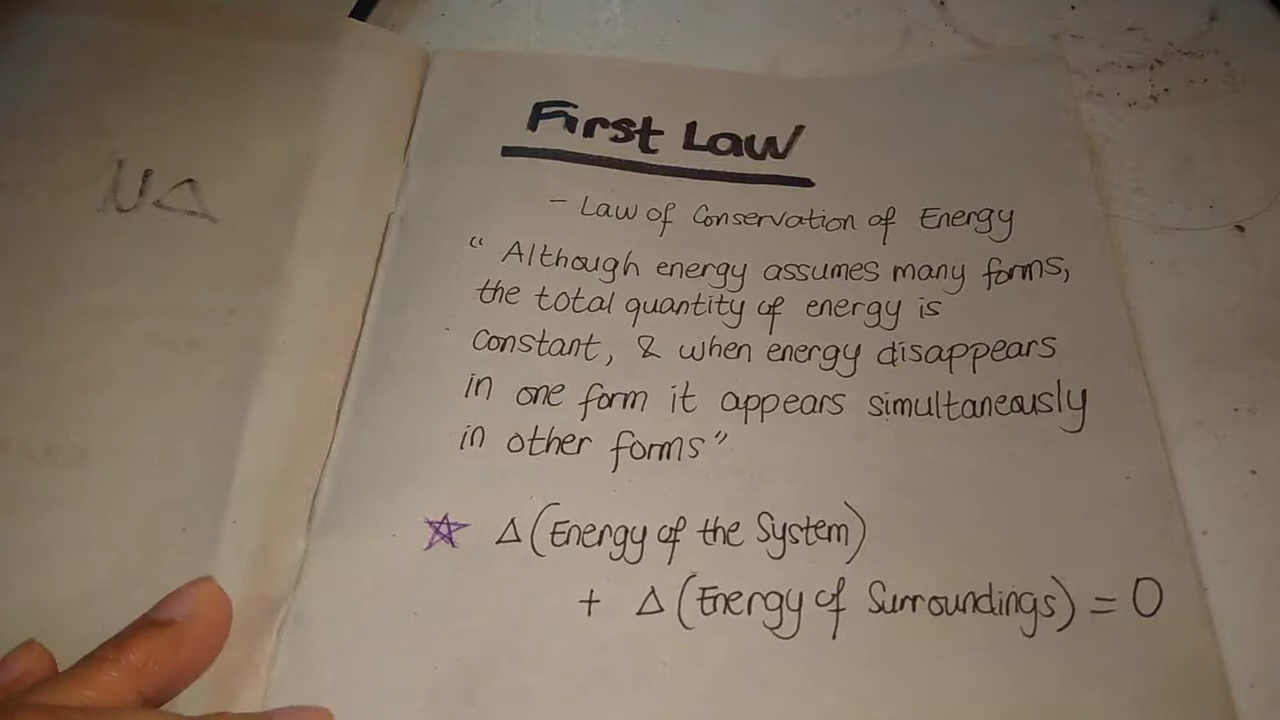 First Law
- Law of Conservation of Energy
" Although energy assumes many forms,
the total quantity of energy is
constant, & when energy disappears
in one form it appears simultaneously
in other forms"
☆ Δ(Energy of the System)
+ Δ(Energy of Surroundings) = 0